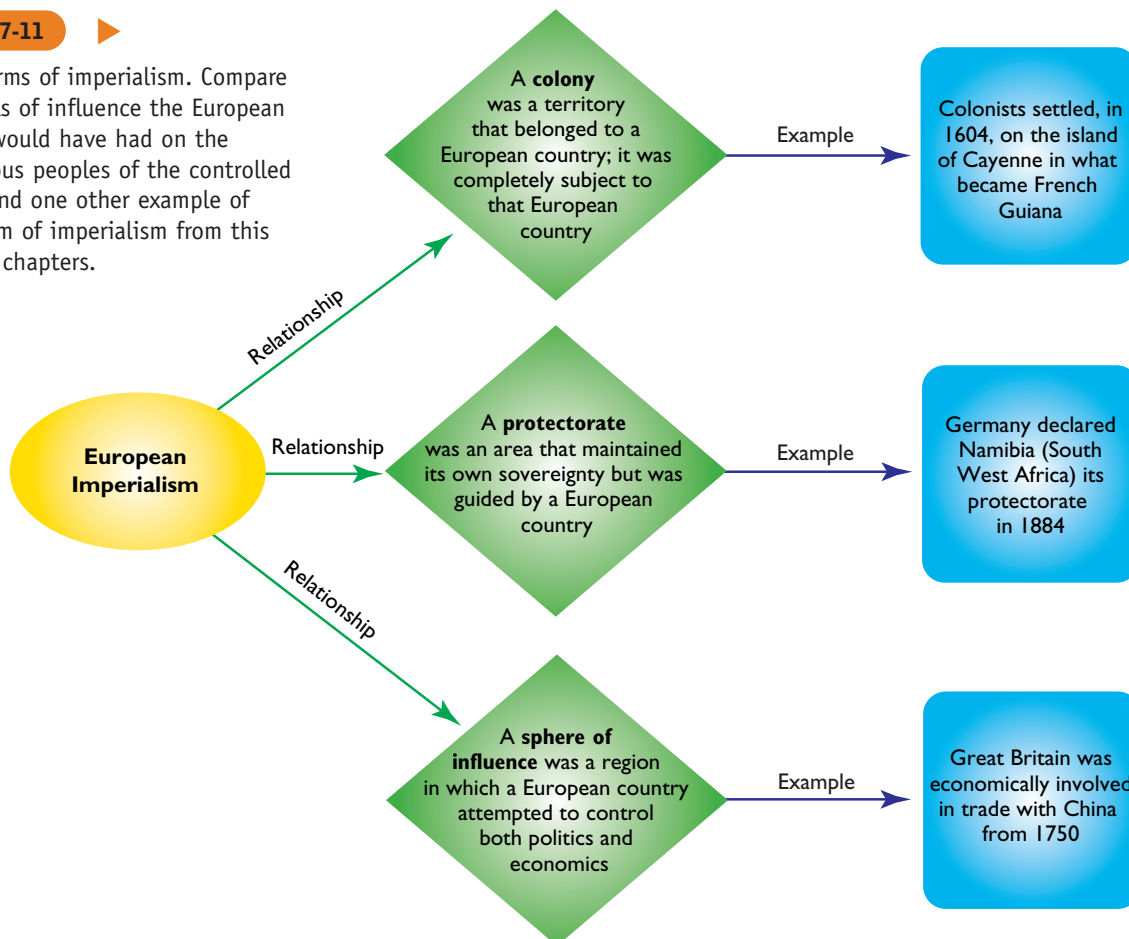 7-11
rms of imperialism. Compare
s of influence the European
would have had on the
ous peoples of the controlled
nd one other example of
m of imperialism from this
chapters.
A colony
was a territory
that belonged to a
European country; it was
completely subject to
that European
country
Example
Colonists settled, in
1604, on the island
of Cayenne in what
became French
Guiana
Relationship
European
Imperialism
Relationship
A protectorate
was an area that maintained
its own sovereignty but was
guided by a European
country
Example
Germany declared
Namibia (South
West Africa) its
protectorate
in 1884
Relationship
A sphere of
influence was a region
in which a European country
attempted to control
both politics and
economics
Example
Great Britain was
economically involved
in trade with China
from 1750